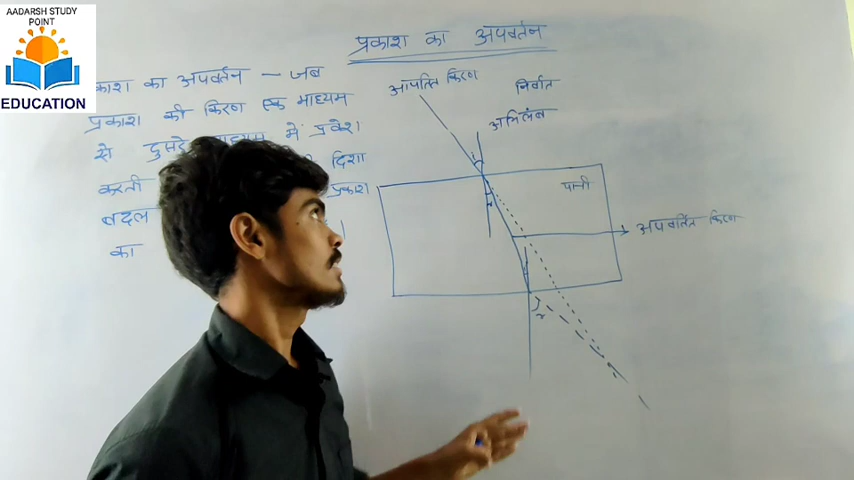 AADARSH STUDY
POINT
EDUCATION
प्रकाश का अपवर्तन
काश का अपवर्तन — जब
प्रकाश की किरण एक माध्यम
से दुसरे माध्यम में प्रवेश
करती दिशा
बदल प्रकाश
का
आपतित किरण
निर्वात
अभिलंब
i
पानी
अपवर्तित किरण
r